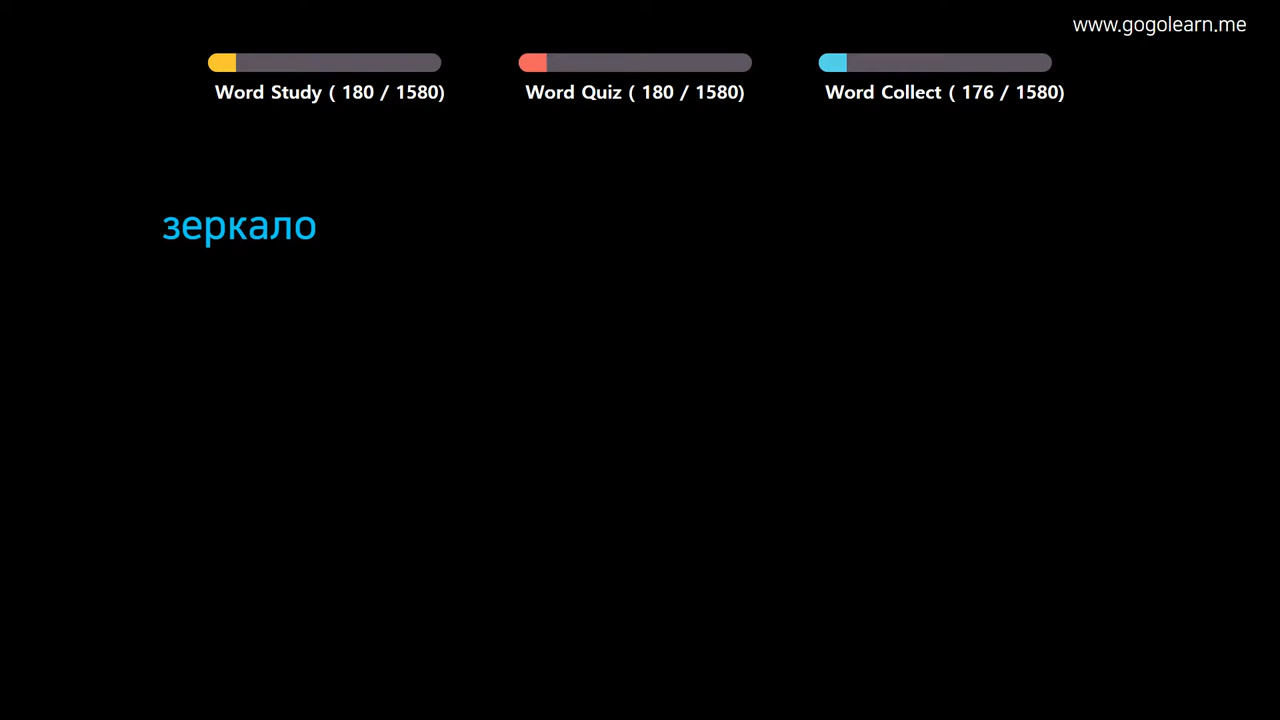 www.gogolearn.me
Word Study ( 180 / 1580)
Word Quiz ( 180 / 1580)
Word Collect ( 176 / 1580)
зеркало